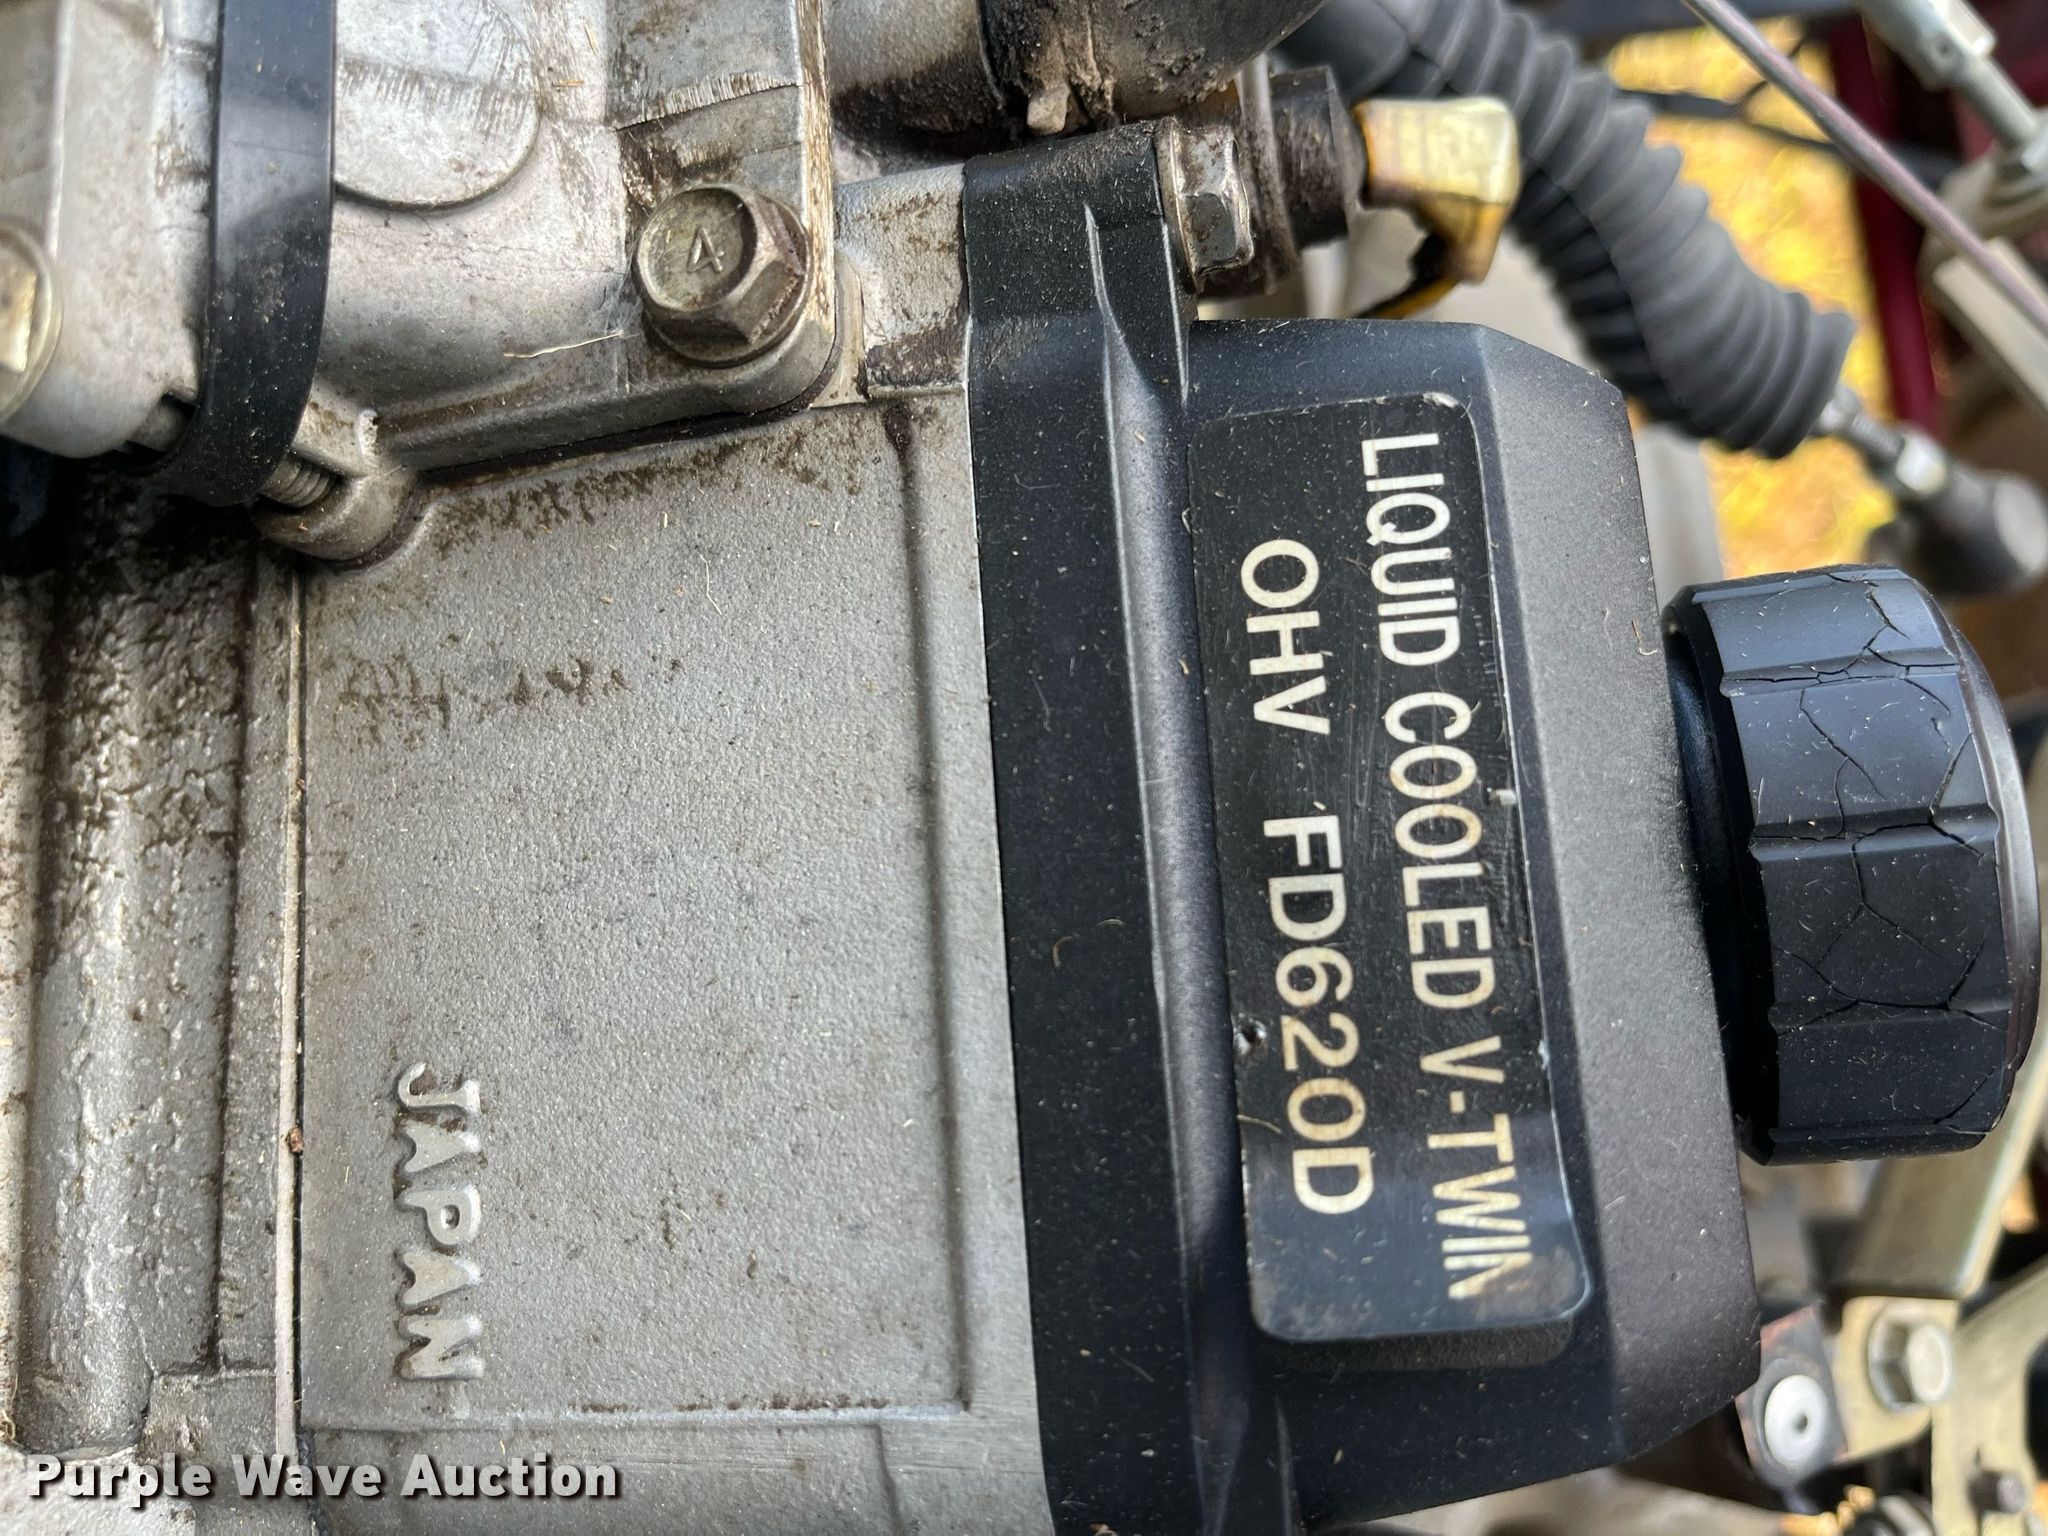 4
LIQUID COOLED V-TWIN
OHV FD620D
JAPAN
Purple Wave Auction